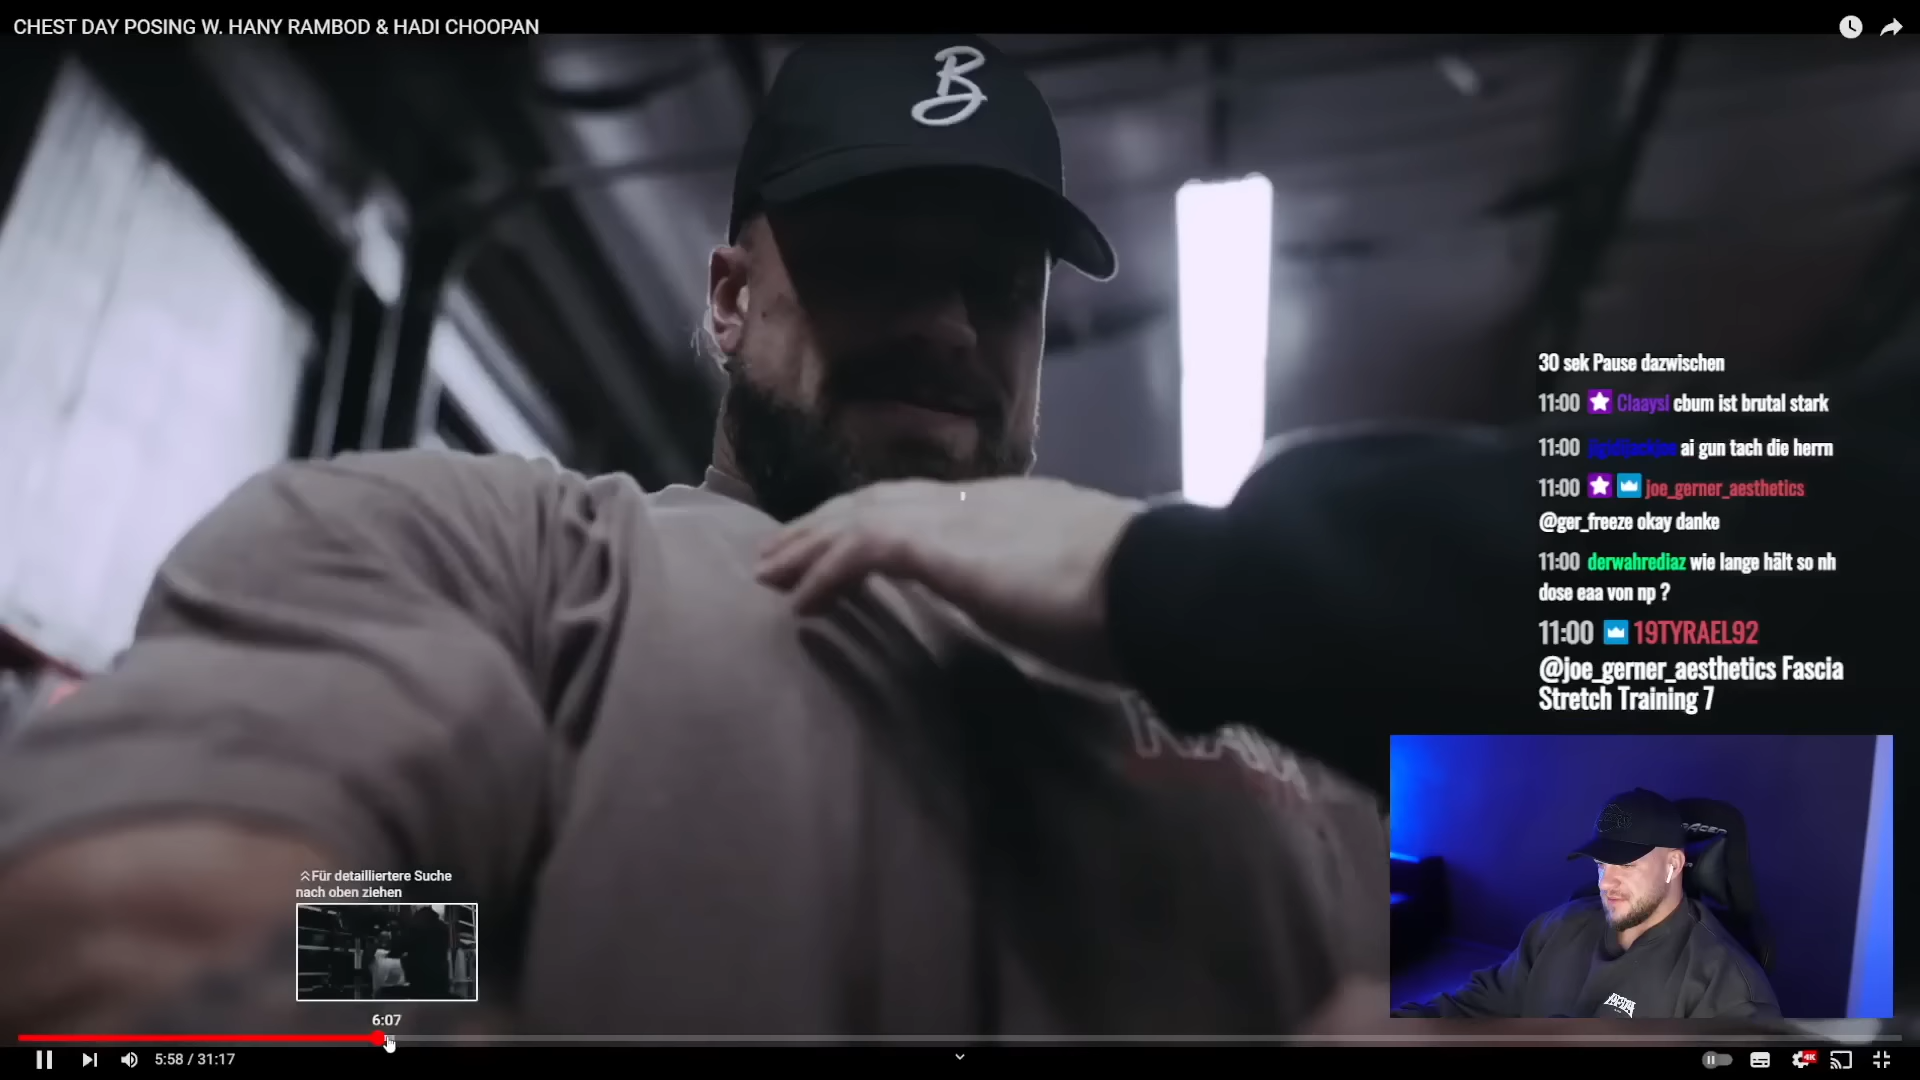 CHEST DAY POSING W. HANY RAMBOD & HADI CHOOPAN
B
30 sek Pause dazwischen
11:00 Claaysl cbum ist brutal stark
11:00 ai gun tach die herrn
11:00 joe_gerner_aesthetics
@ger_freeze okay danke
11:00 derwahrediaz wie lange hält so nh
dose eaa von np ?
11:00 19TYRAEL92
@joe_gerner_aesthetics Fascia
Stretch Training 7
Für detailliertere Suche
nach oben ziehen
6:07
5:58 / 31:17
4K